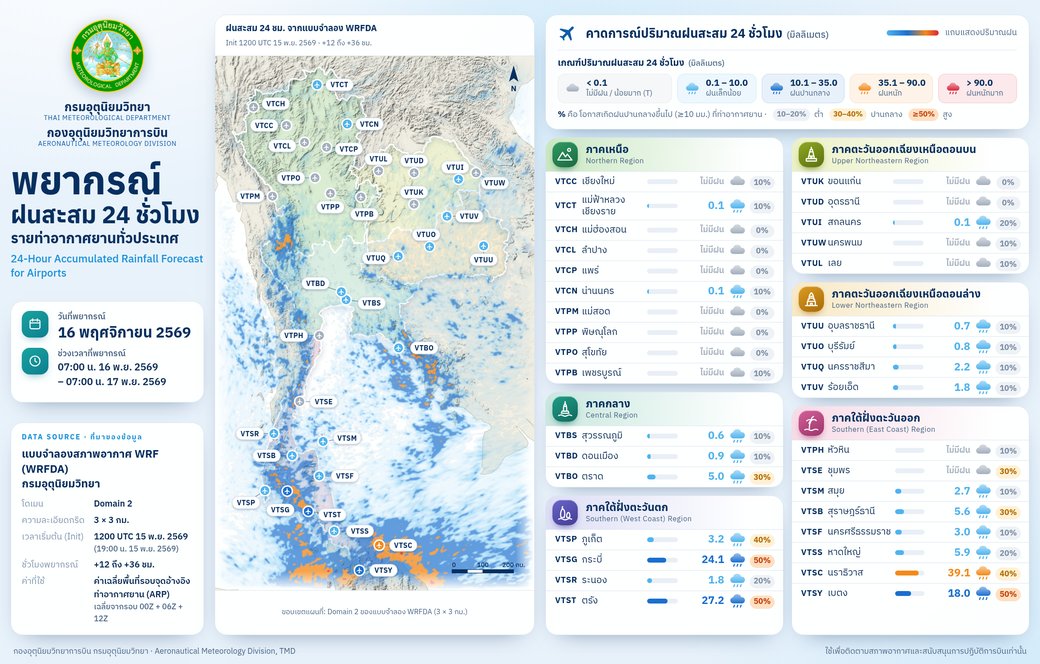 กรมอุตุนิยมวิทยา
METEOROLOGICAL DEPARTMENT
กรมอุตุนิยมวิทยา
THAI METEOROLOGICAL DEPARTMENT
กองอุตุนิยมวิทยาการบิน
AERONAUTICAL METEOROLOGY DIVISION
พยากรณ์
ฝนสะสม 24 ชั่วโมง
รายท่าอากาศยานทั่วประเทศ
24-Hour Accumulated Rainfall Forecast
for Airports
วันที่พยากรณ์
16 พฤศจิกายน 2569
ช่วงเวลาที่พยากรณ์
07:00 น. 16 พ.ย. 2569
– 07:00 น. 17 พ.ย. 2569
DATA SOURCE · ที่มาของข้อมูล
แบบจำลองสภาพอากาศ WRF
(WRFDA)
กรมอุตุนิยมวิทยา
โดเมน Domain 2
ความละเอียดกริด 3 × 3 กม.
เวลาเริ่มต้น (Init) 1200 UTC 15 พ.ย. 2569
(19:00 น. 15 พ.ย. 2569)
ชั่วโมงพยากรณ์ +12 ถึง +36 ชม.
ค่าที่ใช้ ค่าเฉลี่ยพื้นที่รอบจุดอ้างอิง
ท่าอากาศยาน (ARP)
เฉลี่ยจากรอบ 00Z + 06Z +
12Z
ฝนสะสม 24 ชม. จากแบบจำลอง WRFDA
Init 1200 UTC 15 พ.ย. 2569 · +12 ถึง +36 ชม.
N
VTCT
VTCH
VTCC
VTCN
VTCL
VTCP
VTUL
VTUD
VTUI
VTPO
VTUW
VTPM
VTUK
VTPP
VTPB
VTUV
VTUO
VTUQ
VTUU
VTBD
VTBS
VTPH
VTBO
VTSE
VTSR
VTSM
VTSB
VTSF
VTSP
VTSG
VTST
VTSS
VTSC
VTSY
0 100 200 กม.
ขอบเขตแผนที่: Domain 2 ของแบบจำลอง WRFDA (3 × 3 กม.)
คาดการณ์ปริมาณฝนสะสม 24 ชั่วโมง (มิลลิเมตร)
แถบแสดงปริมาณฝน
เกณฑ์ปริมาณฝนสะสม 24 ชั่วโมง (มิลลิเมตร)
< 0.1
ไม่มีฝน / น้อยมาก (T)
0.1 – 10.0
ฝนเล็กน้อย
10.1 – 35.0
ฝนปานกลาง
35.1 – 90.0
ฝนหนัก
> 90.0
ฝนหนักมาก
% คือ โอกาสเกิดฝนปานกลางขึ้นไป (≥10 มม.) ที่ท่าอากาศยาน · 10–20% ต่ำ 30–40% ปานกลาง ≥50% สูง
ภาคเหนือ
Northern Region
VTCC เชียงใหม่ ไม่มีฝน 10%
VTCT แม่ฟ้าหลวง เชียงราย 0.1 10%
VTCH แม่ฮ่องสอน ไม่มีฝน 0%
VTCL ลำปาง ไม่มีฝน 0%
VTCP แพร่ ไม่มีฝน 0%
VTCN น่านนคร 0.1 10%
VTPM แม่สอด ไม่มีฝน 0%
VTPP พิษณุโลก ไม่มีฝน 0%
VTPO สุโขทัย ไม่มีฝน 0%
VTPB เพชรบูรณ์ ไม่มีฝน 10%
ภาคกลาง
Central Region
VTBS สุวรรณภูมิ 0.6 10%
VTBD ดอนเมือง 0.9 10%
VTBO ตราด 5.0 30%
ภาคใต้ฝั่งตะวันตก
Southern (West Coast) Region
VTSP ภูเก็ต 3.2 40%
VTSG กระบี่ 24.1 50%
VTSR ระนอง 1.8 20%
VTST ตรัง 27.2 50%
ภาคตะวันออกเฉียงเหนือตอนบน
Upper Northeastern Region
VTUK ขอนแก่น ไม่มีฝน 0%
VTUD อุดรธานี ไม่มีฝน 0%
VTUI สกลนคร 0.1 20%
VTUW นครพนม ไม่มีฝน 10%
VTUL เลย ไม่มีฝน 10%
ภาคตะวันออกเฉียงเหนือตอนล่าง
Lower Northeastern Region
VTUU อุบลราชธานี 0.7 10%
VTUO บุรีรัมย์ 0.8 10%
VTUQ นครราชสีมา 2.2 10%
VTUV ร้อยเอ็ด 1.8 10%
ภาคใต้ฝั่งตะวันออก
Southern (East Coast) Region
VTPH หัวหิน ไม่มีฝน 10%
VTSE ชุมพร ไม่มีฝน 30%
VTSM สมุย 2.7 10%
VTSB สุราษฎร์ธานี 5.6 30%
VTSF นครศรีธรรมราช 3.0 10%
VTSS หาดใหญ่ 5.9 20%
VTSC นราธิวาส 39.1 40%
VTSY เบตง 18.0 50%
กองอุตุนิยมวิทยาการบิน กรมอุตุนิยมวิทยา · Aeronautical Meteorology Division, TMD
ใช้เพื่อติดตามสภาพอากาศและสนับสนุนการปฏิบัติการบินเท่านั้น